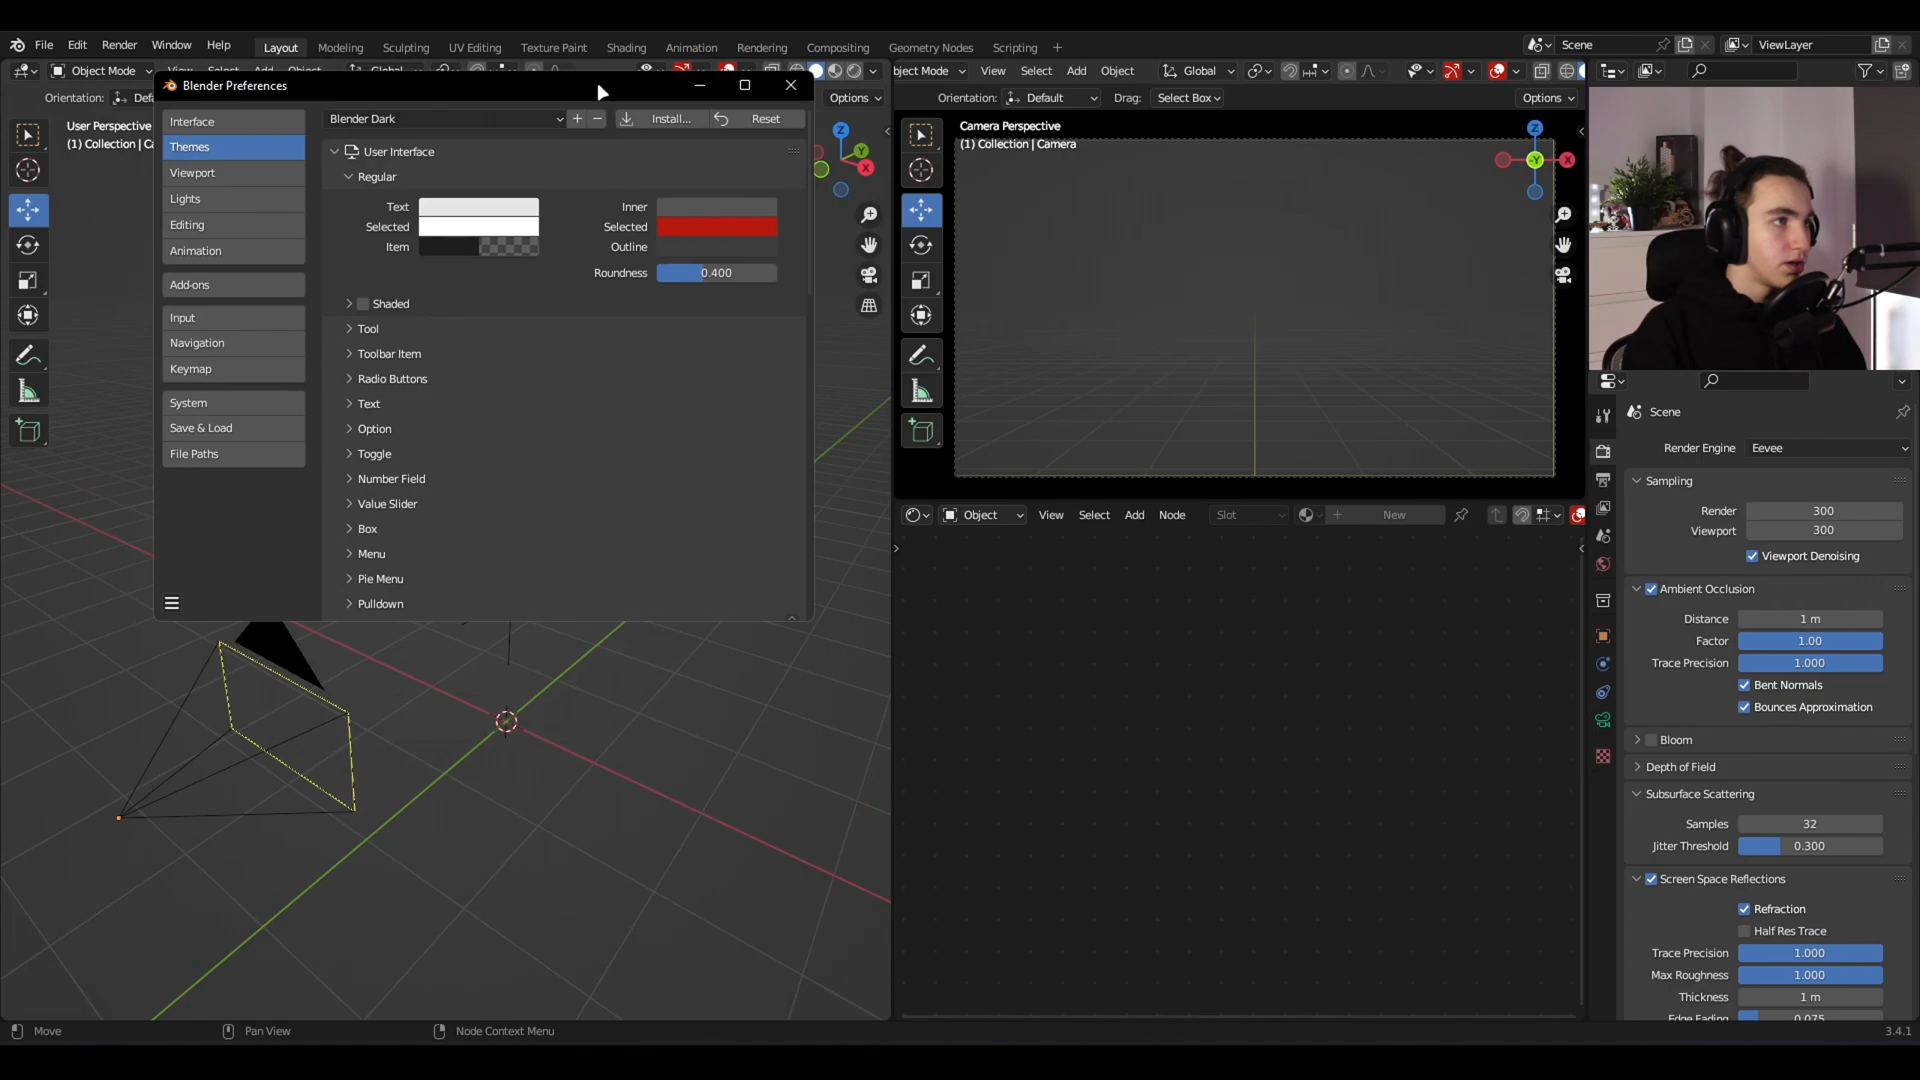 File Edit Render Window Help Layout Modeling Sculpting UV Editing Texture Paint Shading Animation Rendering Compositing Geometry Nodes Scripting Scene ViewLayer
Object Mode
Object Mode View Select Add Object Global
Blender Preferences
Orientation:
Options
Orientation: Default Drag: Select Box Options
User Perspective
(1) Collection |
Interface
Themes
Viewport
Lights
Editing
Animation
Add-ons
Input
Navigation
Keymap
System
Save & Load
File Paths
Blender Dark Install... Reset
User Interface
Regular
Text Inner
Selected Selected
Item Outline
Roundness 0.400
Shaded
Tool
Toolbar Item
Radio Buttons
Text
Option
Toggle
Number Field
Value Slider
Box
Menu
Pie Menu
Pulldown
Z
Y
X
Camera Perspective
(1) Collection | Camera
Z
-Y
X
Object View Select Add Node Slot New
Scene
Render Engine Eevee
Sampling
Render 300
Viewport 300
Viewport Denoising
Ambient Occlusion
Distance 1 m
Factor 1.00
Trace Precision 1.000
Bent Normals
Bounces Approximation
Bloom
Depth of Field
Subsurface Scattering
Samples 32
Jitter Threshold 0.300
Screen Space Reflections
Refraction
Half Res Trace
Trace Precision 1.000
Max Roughness 1.000
Thickness 1 m
Edge Fading 0.075
Move Pan View Node Context Menu 3.4.1